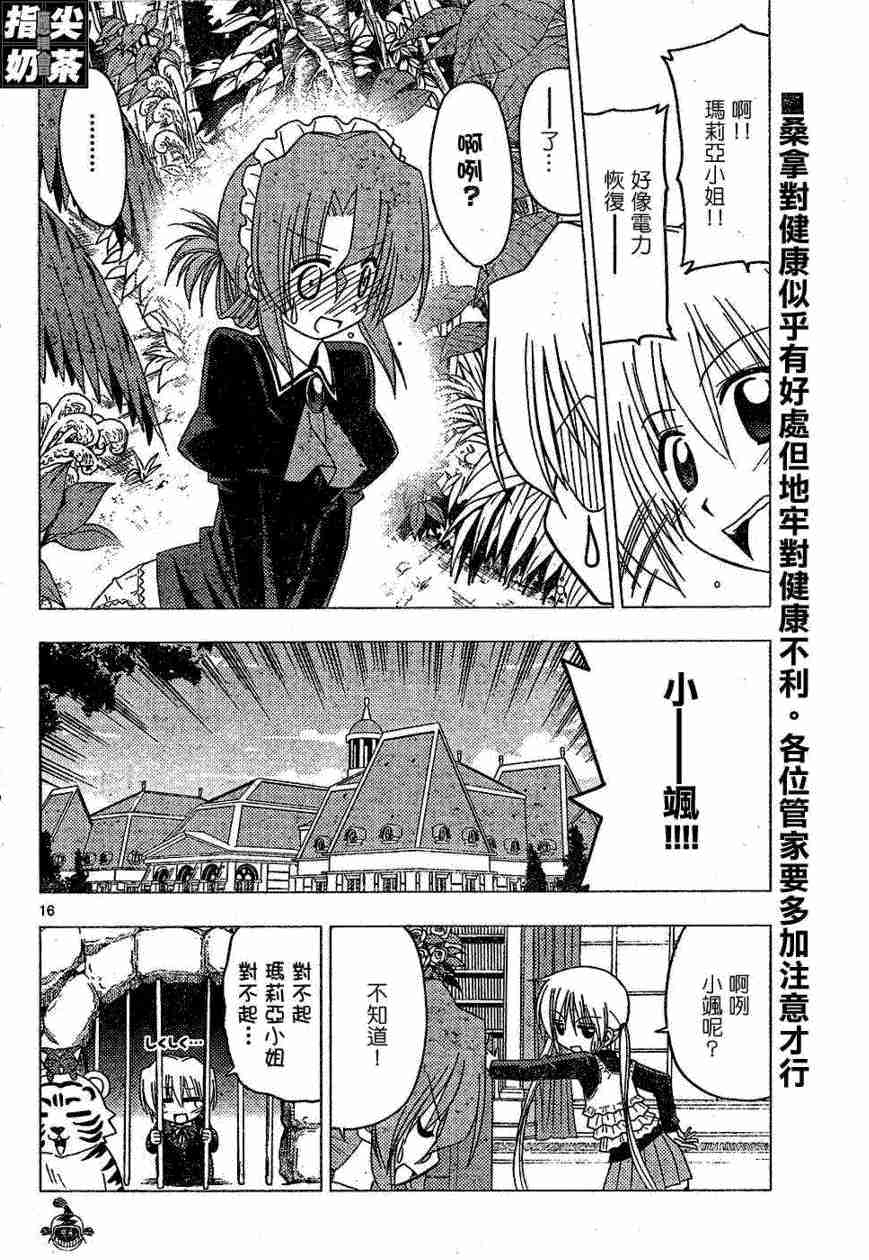 指尖
奶茶
漫畫會
啊!!
瑪莉亞小姐!!
好像電力
恢復——
——了…
啊咧?
………
小——颯!!!!
啊咧
小颯呢?
不知道!
對不起
瑪莉亞小姐
對不起…
しくしく…
16
桑拿對健康似乎有好處但地牢對健康不利。各位管家要多加注意才行